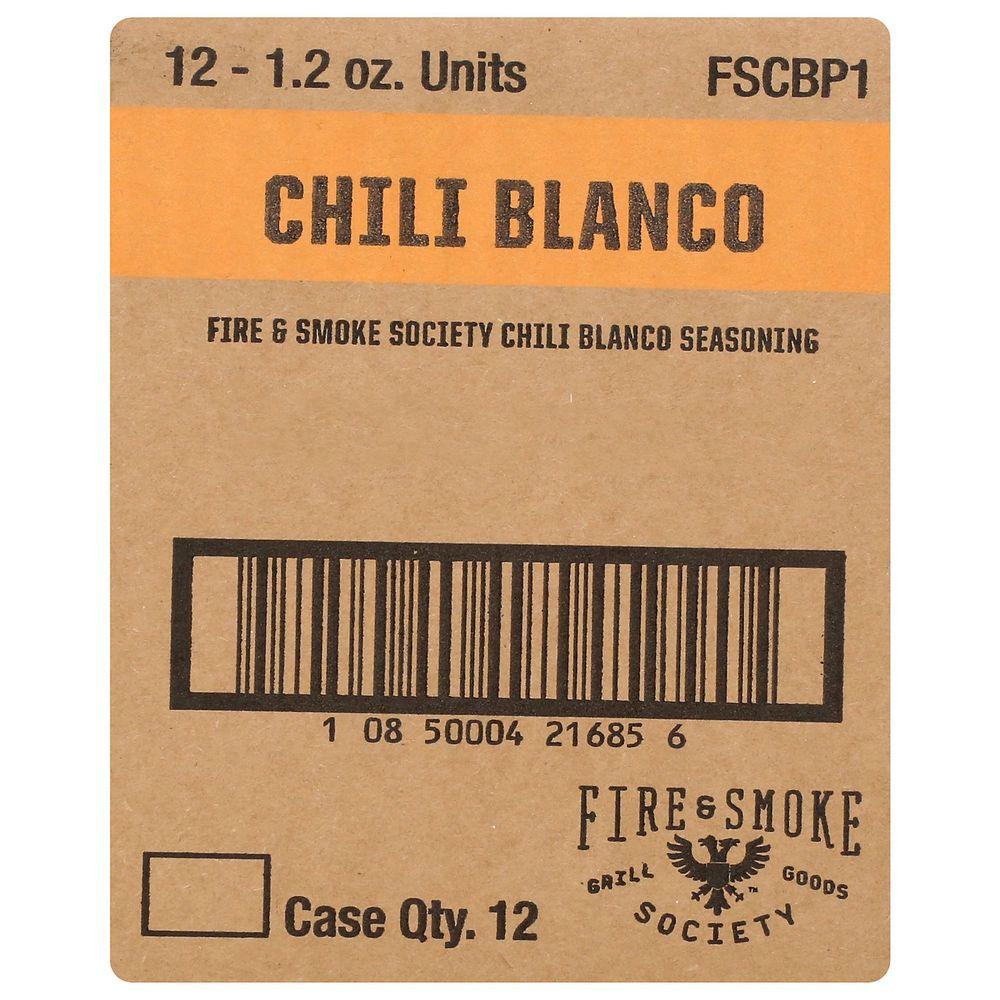 12 - 1.2 oz. Units FSCBP1
CHILI BLANCO
FIRE & SMOKE SOCIETY CHILI BLANCO SEASONING
1 08 50004 21685 6
FIRE & SMOKE
GRILL GOODS
™
SOCIETY
Case Qty. 12